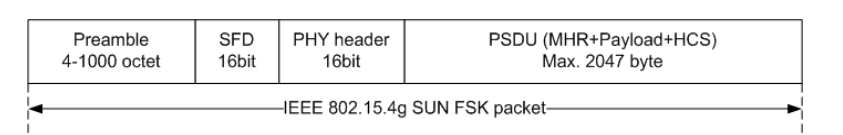 Preamble
4-1000 octet
SFD
16bit
PHY header
16bit
PSDU (MHR+Payload+HCS)
Max. 2047 byte
IEEE 802.15.4g SUN FSK packet